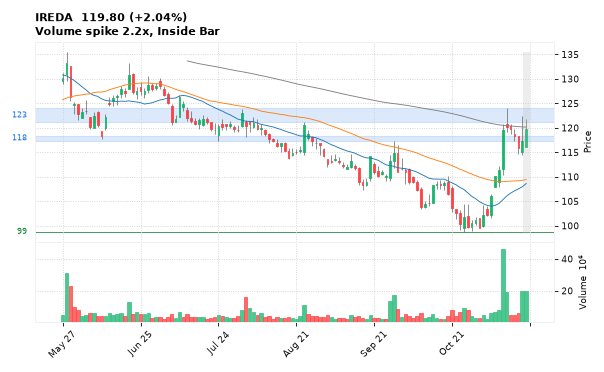 IREDA 119.80 (+2.04%)
Volume spike 2.2x, Inside Bar
135
130
125
123
120
118
115
110
105
100
99
Price
40
20
Volume 10⁴
May 27
Jun 25
Jul 24
Aug 21
Sep 21
Oct 21